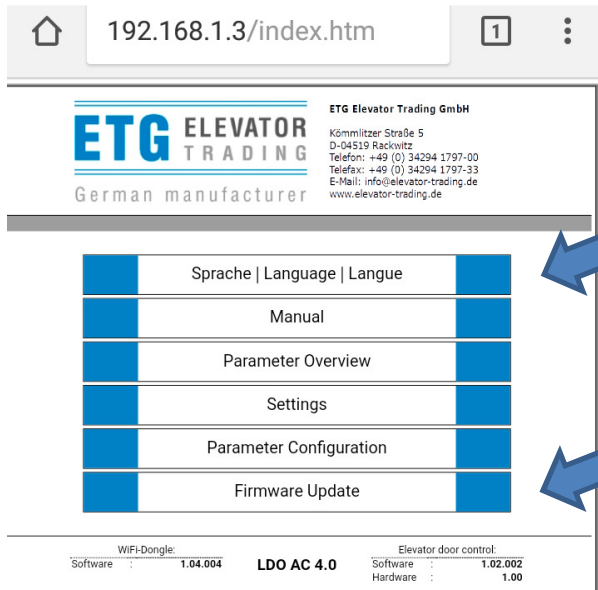 192.168.1.3/index.htm
1
ETG ELEVATOR TRADING
German manufacturer
ETG Elevator Trading GmbH
Kömmlitzer Straße 5
D-04519 Rackwitz
Telefon: +49 (0) 34294 1797-00
Telefax: +49 (0) 34294 1797-33
E-Mail: info@elevator-trading.de
www.elevator-trading.de
Sprache | Language | Langue
Manual
Parameter Overview
Settings
Parameter Configuration
Firmware Update
WiFi-Dongle:
Software : 1.04.004
LDO AC 4.0
Elevator door control:
Software : 1.02.002
Hardware : 1.00